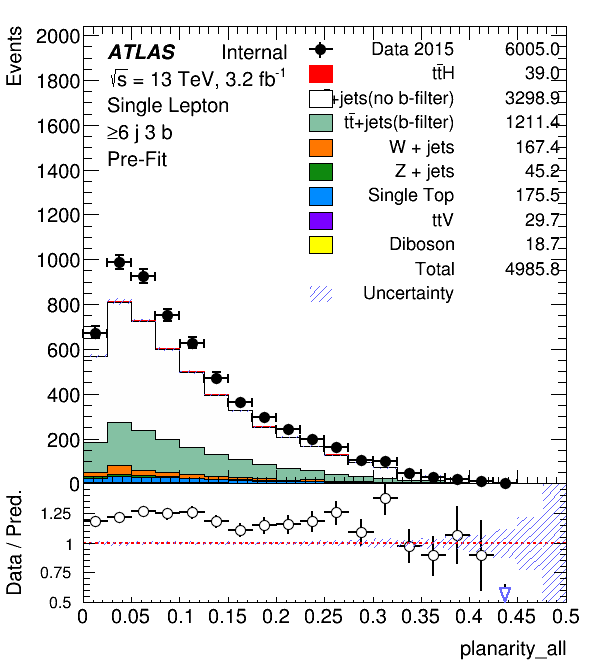 Events
2000
1800
1600
1400
1200
1000
800
600
400
200
0
ATLAS Internal
√s = 13 TeV, 3.2 fb-1
Single Lepton
≥6 j 3 b
Pre-Fit
Data 2015 6005.0
tt̄H 39.0
+jets(no b-filter) 3298.9
tt̄+jets(b-filter) 1211.4
W + jets 167.4
Z + jets 45.2
Single Top 175.5
ttV 29.7
Diboson 18.7
Total 4985.8
Uncertainty
Data / Pred.
1.25
1
0.75
0.5
0 0.05 0.1 0.15 0.2 0.25 0.3 0.35 0.4 0.45 0.5
planarity_all